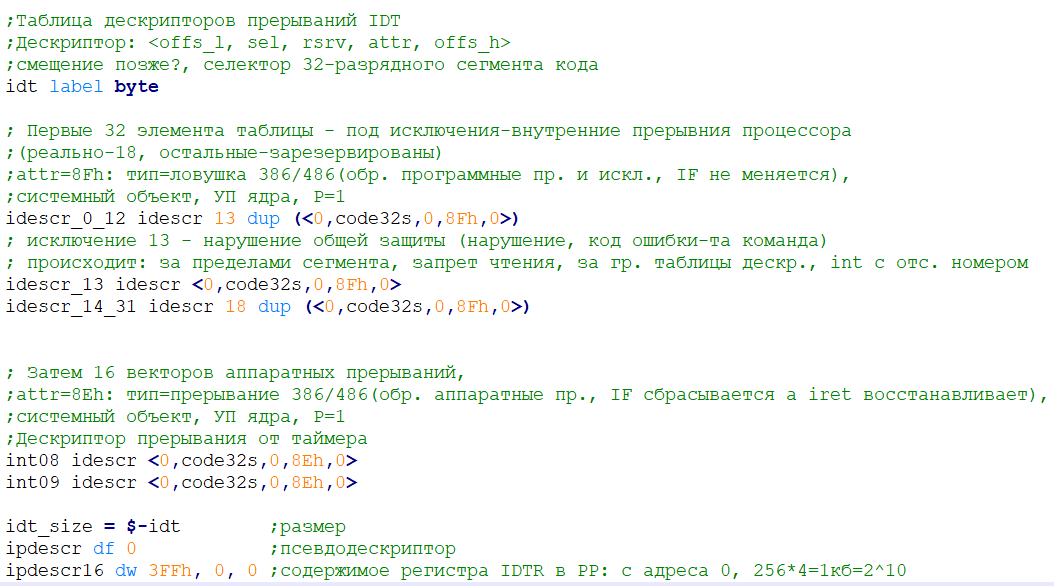 ;Таблица дескрипторов прерываний IDT
;Дескриптор: <offs_l, sel, rsrv, attr, offs_h>
;смещение позже?, селектор 32-разрядного сегмента кода
idt label byte
; Первые 32 элемента таблицы - под исключения-внутренние прерывния процессора
;(реально-18, остальные-зарезервированы)
;attr=8Fh: тип=ловушка 386/486(обр. программные пр. и искл., IF не меняется),
;системный объект, УП ядра, P=1
idescr_0_12 idescr 13 dup (<0,code32s,0,8Fh,0>)
; исключение 13 - нарушение общей защиты (нарушение, код ошибки-та команда)
; происходит: за пределами сегмента, запрет чтения, за гр. таблицы дескр., int с отс. номером
idescr_13 idescr <0,code32s,0,8Fh,0>
idescr_14_31 idescr 18 dup (<0,code32s,0,8Fh,0>)
; Затем 16 векторов аппаратных прерываний,
;attr=8Eh: тип=прерывание 386/486(обр. аппаратные пр., IF сбрасывается а iret восстанавливает),
;системный объект, УП ядра, P=1
;Дескриптор прерывания от таймера
int08 idescr <0,code32s,0,8Eh,0>
int09 idescr <0,code32s,0,8Eh,0>
idt_size = $-idt ;размер
ipdescr df 0 ;псевдодескриптор
ipdescr16 dw 3FFh, 0, 0 ;содержимое регистра IDTR в РР: с адреса 0, 256*4=1кб=2^10